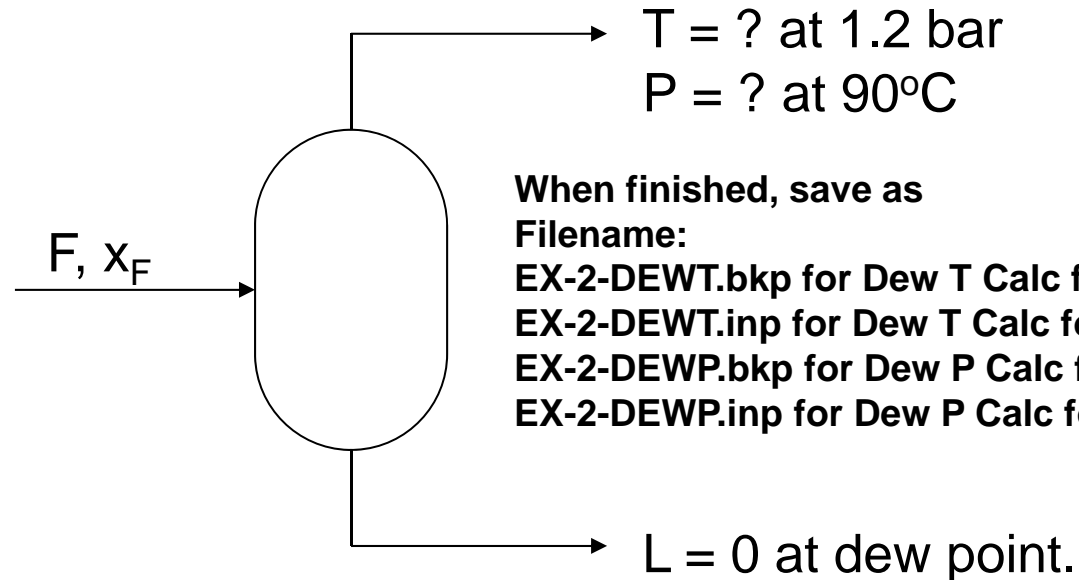 T = ? at 1.2 bar
P = ? at 90°C
When finished, save as
Filename:
F, xF
EX-2-DEWT.bkp for Dew T Calc
EX-2-DEWT.inp for Dew T Calc
EX-2-DEWP.bkp for Dew P Calc
EX-2-DEWP.inp for Dew P Calc
L = 0 at dew point.